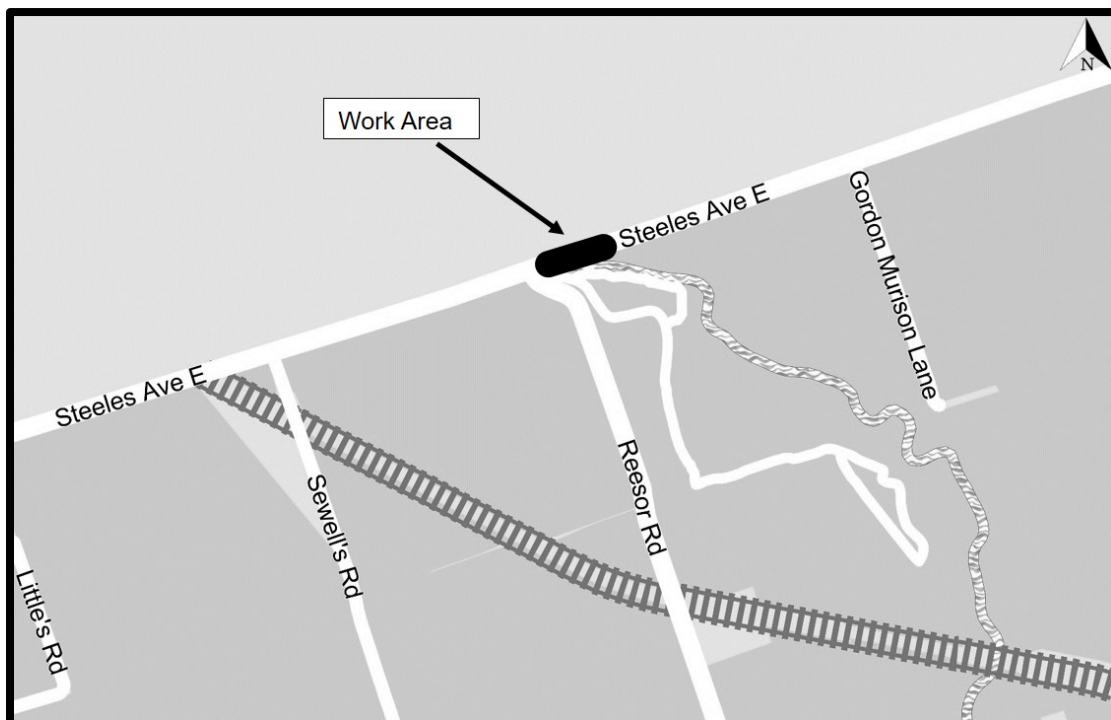 N
Work Area
Steeles Ave E
Gordon Murison Lane
Steeles Ave E
Reesor Rd
Sewell's Rd
Little's Rd